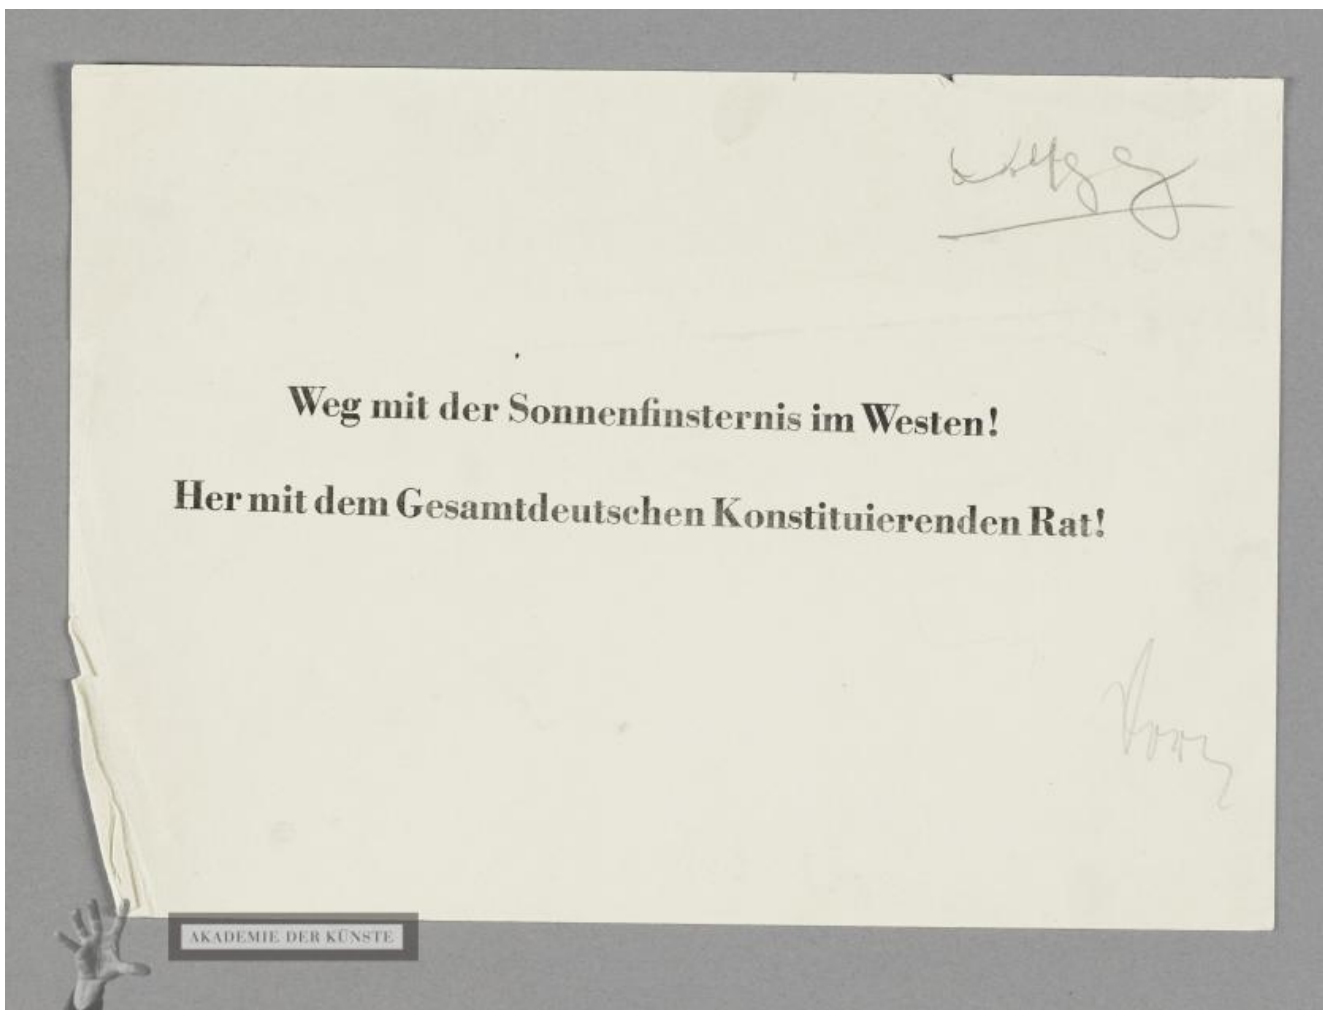 Weg mit der Sonnenfinsternis im Westen!
Her mit dem Gesamtdeutschen Konstituierenden Rat!
AKADEMIE DER KÜNSTE